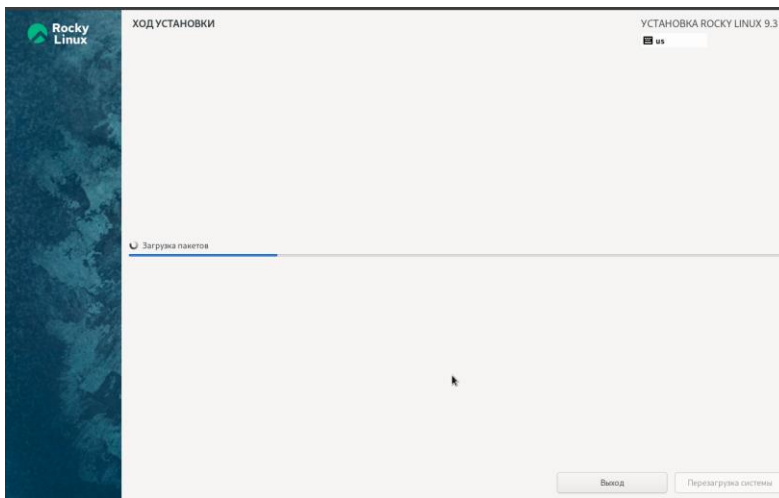 Rocky
Linux
ХОД УСТАНОВКИ
УСТАНОВКА ROCKY LINUX 9.3
us
Загрузка пакетов
Выход
Перезагрузка системы